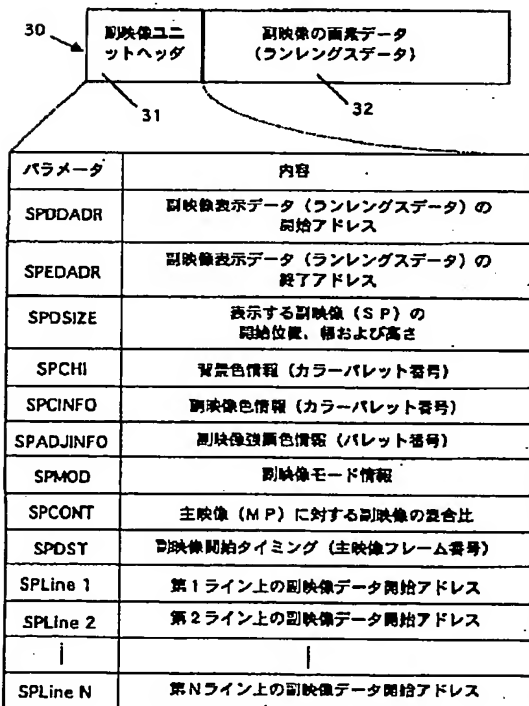 30
副映像ユニ
ットヘッダ
副映像の画素データ
(ランレングスデータ)
31
32
パラメータ
内容
SPDDADR
副映像表示データ (ランレングスデータ) の
開始アドレス
SPEDADR
副映像表示データ (ランレングスデータ) の
終了アドレス
SPDSIZE
表示する副映像 (SP) の
開始位置、幅および高さ
SPCHI
背景色情報 (カラーパレット番号)
SPCINFO
副映像色情報 (カラーパレット番号)
SPADJINFO
副映像強調色情報 (パレット番号)
SPMOD
副映像モード情報
SPCONT
主映像 (MP) に対する副映像の混合比
SPDST
副映像開始タイミング (主映像フレーム番号)
SPLine 1
第1ライン上の副映像データ開始アドレス
SPLine 2
第2ライン上の副映像データ開始アドレス
SPLine N
第Nライン上の副映像データ開始アドレス